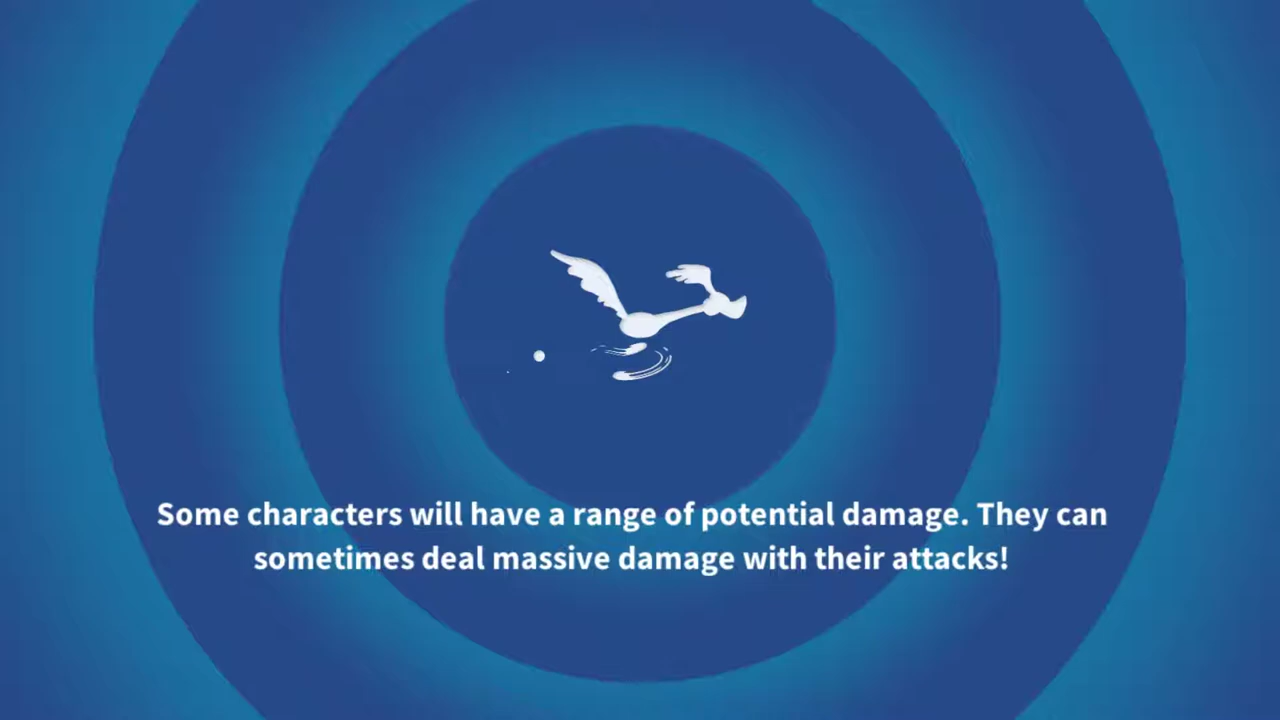 Some characters will have a range of potential damage. They can
sometimes deal massive damage with their attacks!